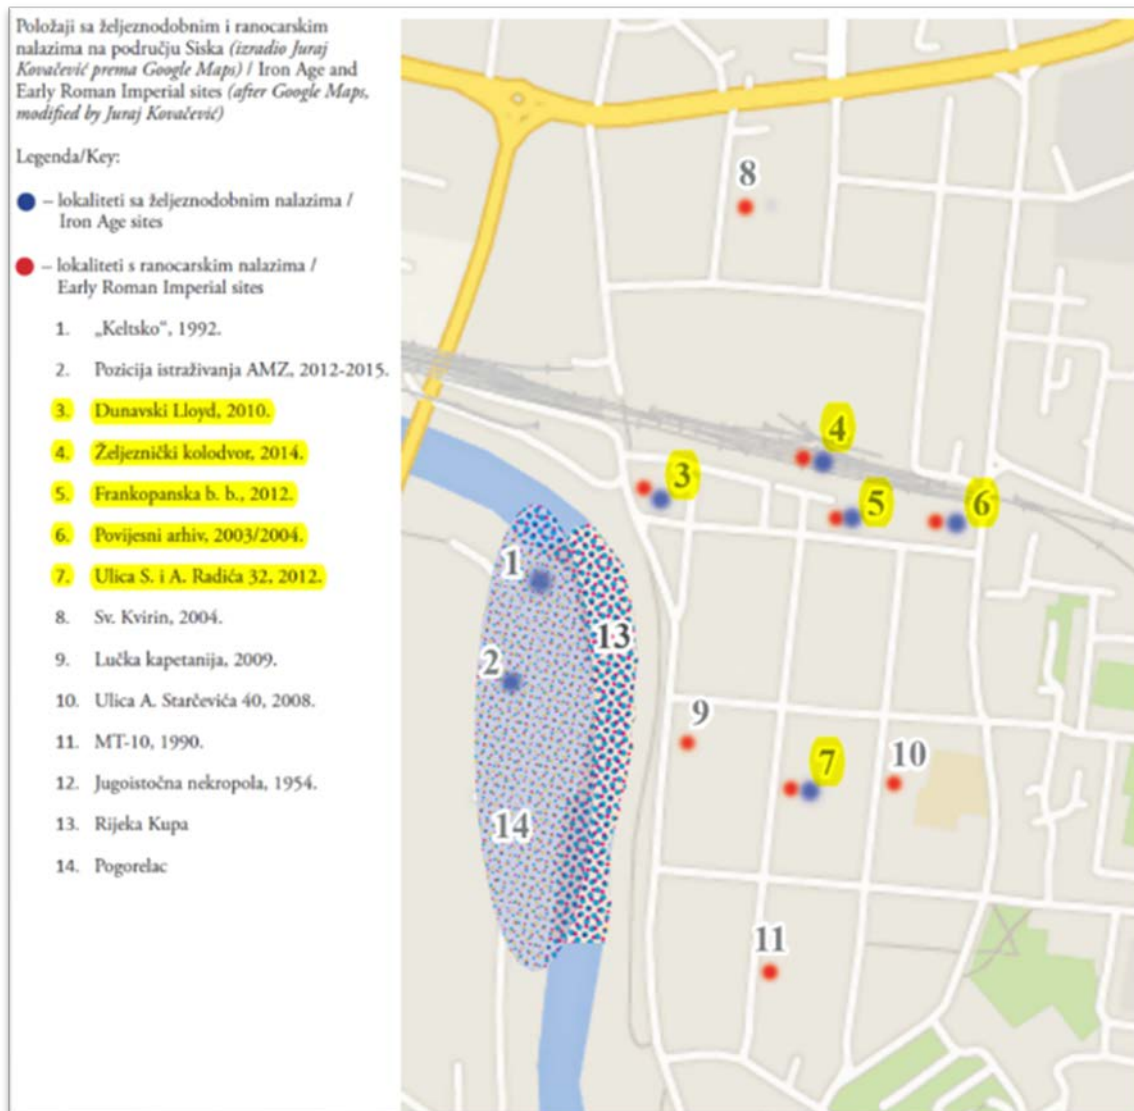 Položaji sa željeznodobnim i ranocarskim
nalazima na području Siska (izradio Juraj
Kovačević prema Google Maps) / Iron Age and
Early Roman Imperial sites (after Google Maps,
modified by Juraj Kovačević)
Legenda/Key:
– lokaliteti sa željeznodobnim nalazima /
Iron Age sites
– lokaliteti s ranocarskim nalazima /
Early Roman Imperial sites
1. „Keltsko“, 1992.
2. Pozicija istraživanja AMZ, 2012-2015.
3. Dunavski Lloyd, 2010.
4. Željeznički kolodvor, 2014.
5. Frankopanska b. b., 2012.
6. Povijesni arhiv, 2003/2004.
7. Ulica S. i A. Radića 32, 2012.
8. Sv. Kvirin, 2004.
9. Lučka kapetanija, 2009.
10. Ulica A. Starčevića 40, 2008.
11. MT-10, 1990.
12. Jugoistočna nekropola, 1954.
13. Rijeka Kupa
14. Pogorelac
8
4
3
5
6
1
13
2
9
10
7
14
11